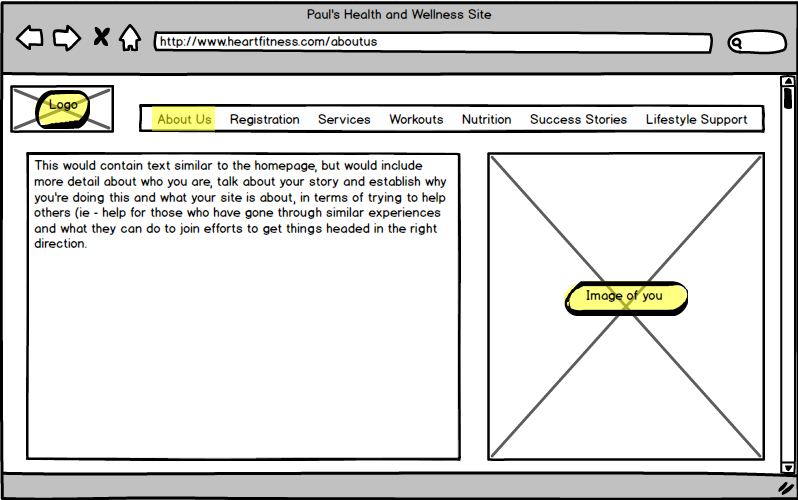 Paul's Health and Wellness Site
http://www.heartfitness.com/aboutus
Logo
About Us Registration Services Workouts Nutrition Success Stories Lifestyle Support
This would contain text similar to the homepage, but would include
more detail about who you are, talk about your story and establish why
you're doing this and what your site is about, in terms of trying to help
others (ie - help for those who have gone through similar experiences
and what they can do to join efforts to get things headed in the right
direction.
Image of you